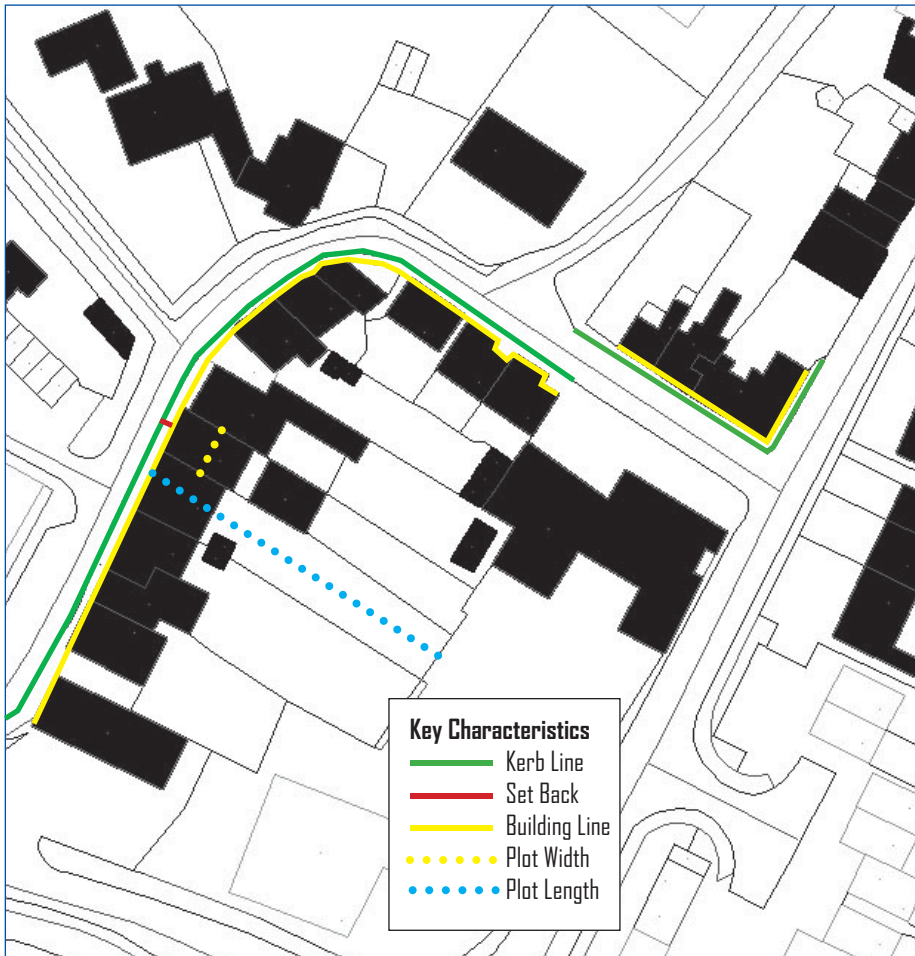 Key Characteristics
Kerb Line
Set Back
Building Line
Plot Width
Plot Length